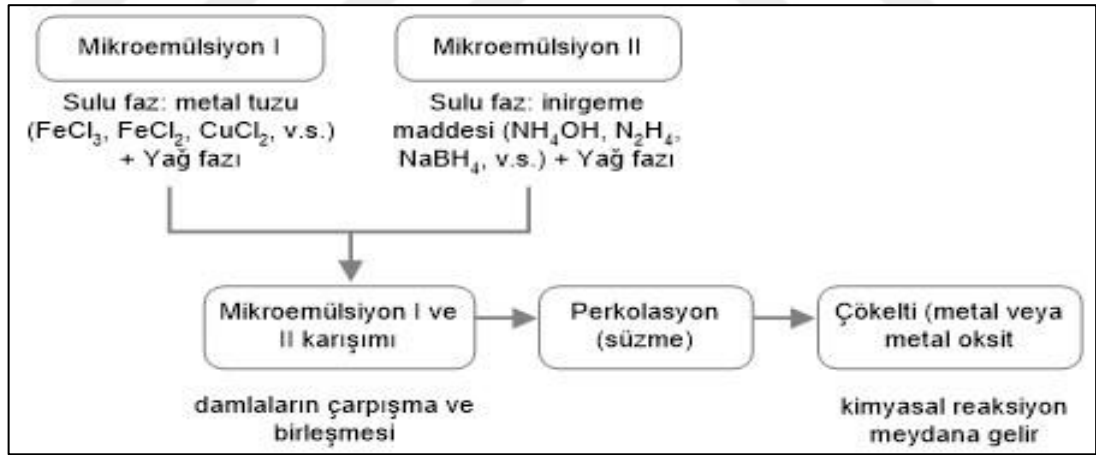 Mikroemülsiyon I
Sulu faz: metal tuzu
(FeCl₃, FeCl₂, CuCl₂, v.s.)
+ Yağ fazı
Mikroemülsiyon II
Sulu faz: inirgeme
maddesi (NH₄OH, N₂H₄,
NaBH₄, v.s.) + Yağ fazı
Mikroemülsiyon I ve
II karışımı
damlaların çarpışma ve
birleşmesi
Perkolasyon
(süzme)
Çökelti (metal veya
metal oksit
kimyasal reaksiyon
meydana gelir